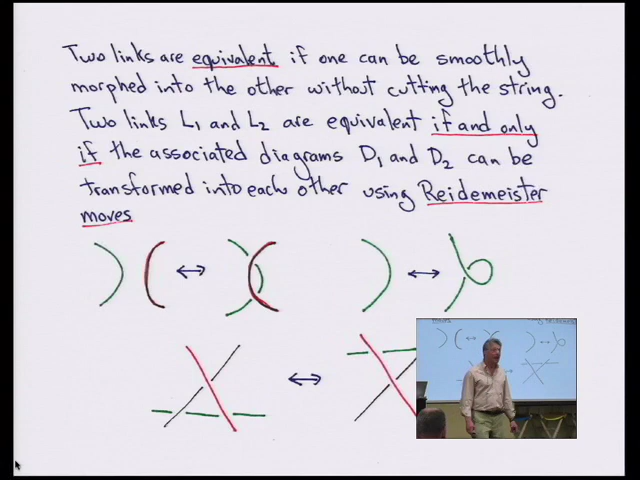 Two links are equivalent if one can be smoothly
morphed into the other without cutting the string.
Two links L1 and L2 are equivalent if and only
if the associated diagrams D1 and D2 can be
transformed into each other using Reidemeister
moves
moves